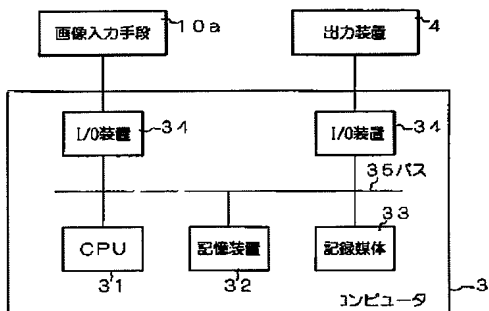 画像入力手段 10a
出力装置 4
I/O装置 34
I/O装置 34
35バス
CPU 31
記憶装置 32
記録媒体 33
コンピュータ 3